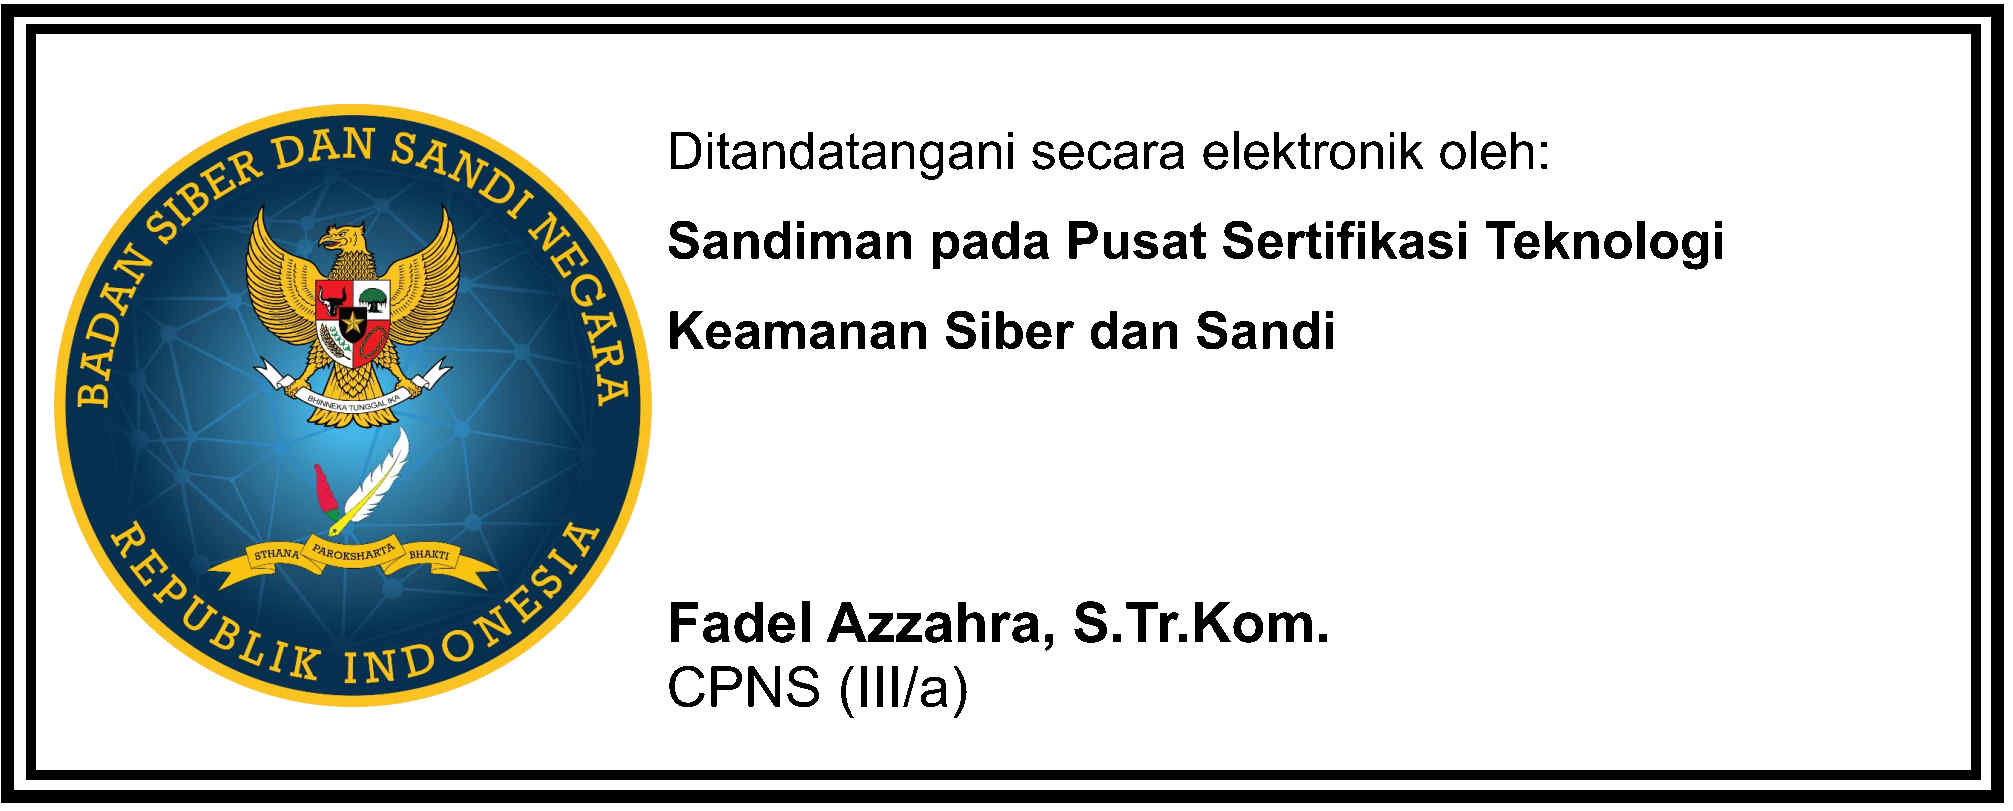 BADAN SIBER DAN SANDI NEGARA
BHINNEKA TUNGGAL IKA
STHANA PAROKSHARTA BHAKTI
REPUBLIK INDONESIA
Ditandatangani secara elektronik oleh:
Sandiman pada Pusat Sertifikasi Teknologi
Keamanan Siber dan Sandi
Fadel Azzahra, S.Tr.Kom.
CPNS (III/a)